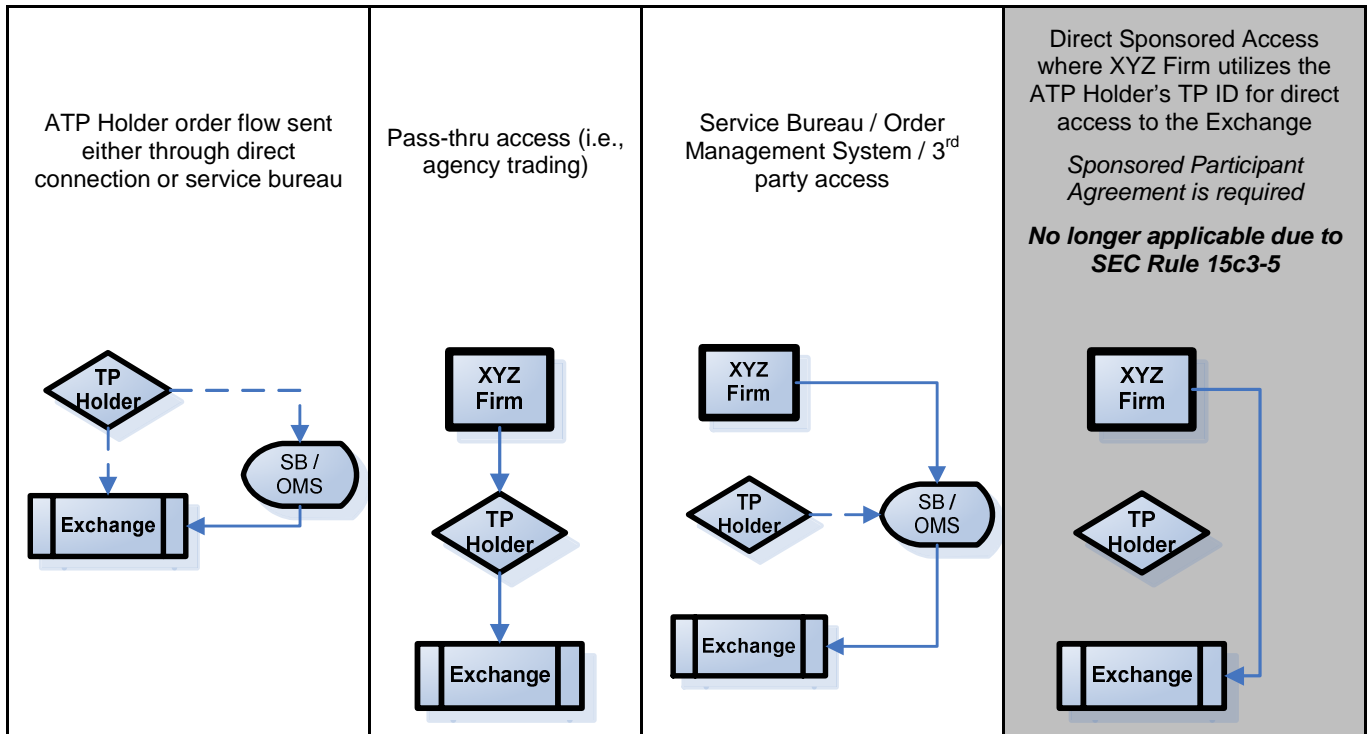 ATP Holder order flow sent
either through direct
connection or service bureau
TP
Holder
SB /
OMS
Exchange
Pass-thru access (i.e.,
agency trading)
XYZ
Firm
TP
Holder
Exchange
Service Bureau / Order
Management System / 3rd
party access
XYZ
Firm
TP
Holder
SB /
OMS
Exchange
Direct Sponsored Access
where XYZ Firm utilizes the
ATP Holder's TP ID for direct
access to the Exchange
Sponsored Participant
Agreement is required
No longer applicable due to
SEC Rule 15c3-5
XYZ
Firm
TP
Holder
Exchange